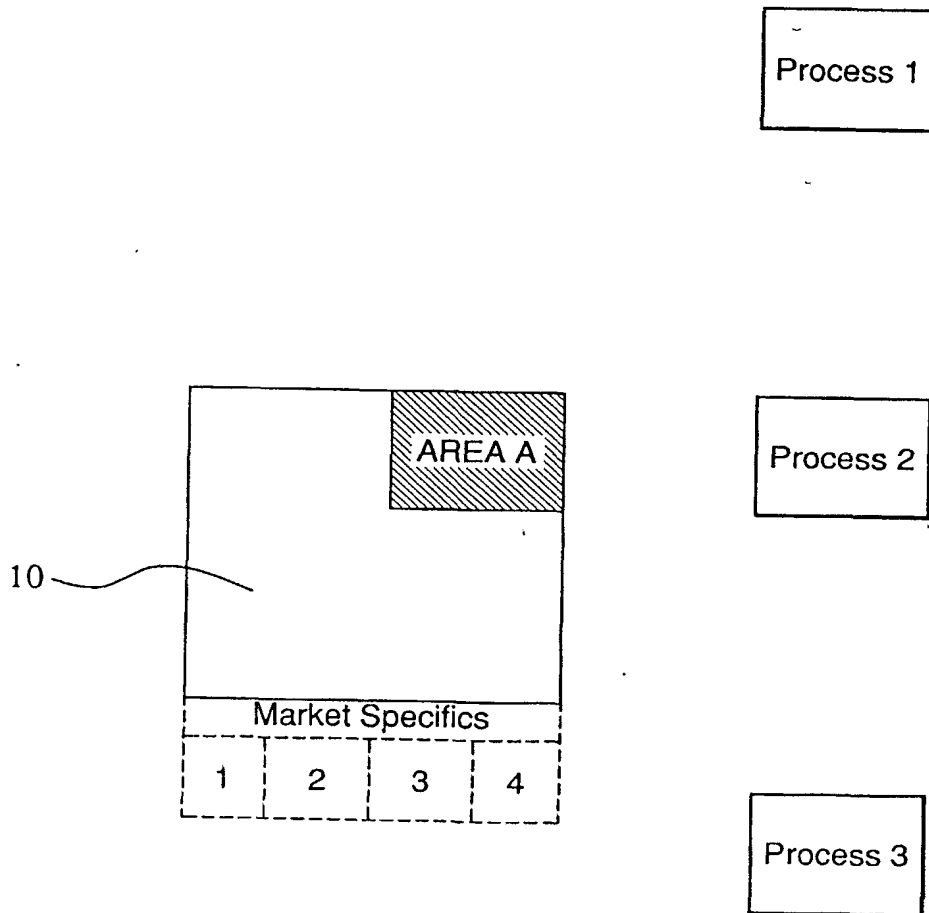 Process 1
AREA A
Process 2
10
Market Specifics
1 2 3 4
Process 3